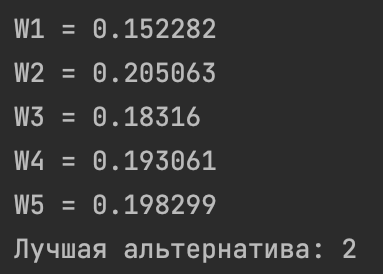 W1 = 0.152282
W2 = 0.205063
W3 = 0.18316
W4 = 0.193061
W5 = 0.198299
Лучшая альтернатива: 2